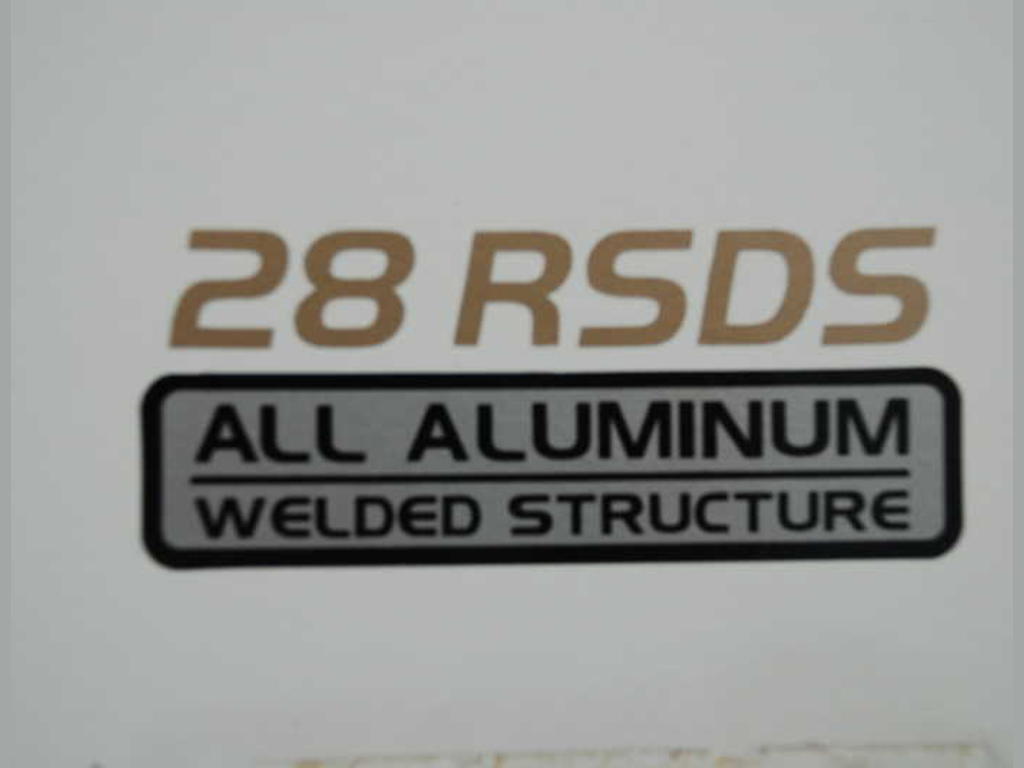 28 RSDS
ALL ALUMINUM
WELDED STRUCTURE